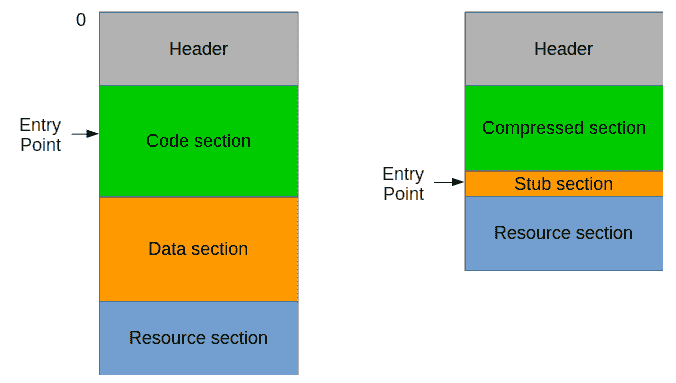 0
Header
Entry
Point
Code section
Data section
Resource section
Header
Compressed section
Entry
Point
Stub section
Resource section